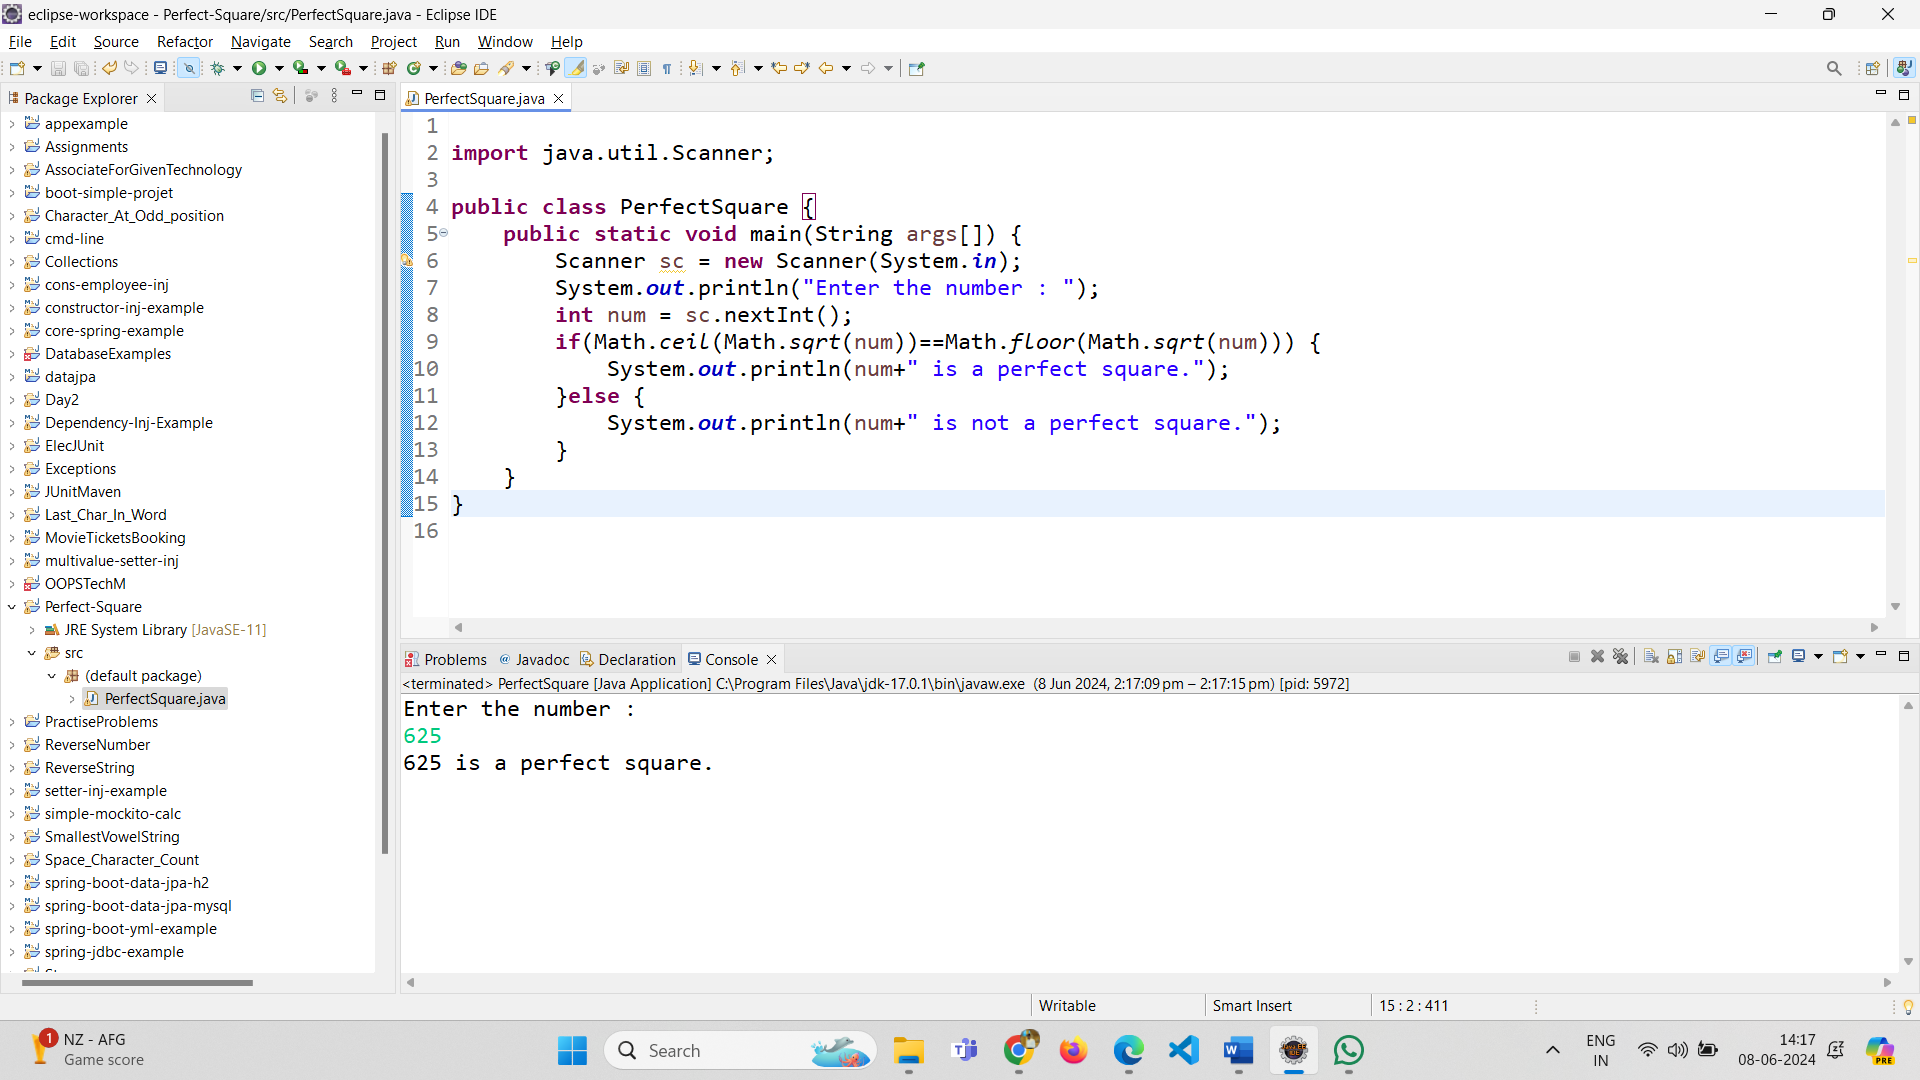 eclipse-workspace - Perfect-Square/src/PerfectSquare.java - Eclipse IDE
File Edit Source Refactor Navigate Search Project Run Window Help
Package Explorer
appexample
Assignments
AssociateForGivenTechnology
boot-simple-projet
Character_At_Odd_position
cmd-line
Collections
cons-employee-inj
constructor-inj-example
core-spring-example
DatabaseExamples
datajpa
Day2
Dependency-Inj-Example
ElecJUnit
Exceptions
JUnitMaven
Last_Char_In_Word
MovieTicketsBooking
multivalue-setter-inj
OOPSTechM
Perfect-Square
JRE System Library [JavaSE-11]
src
(default package)
PerfectSquare.java
PractiseProblems
ReverseNumber
ReverseString
setter-inj-example
simple-mockito-calc
SmallestVowelString
Space_Character_Count
spring-boot-data-jpa-h2
spring-boot-data-jpa-mysql
spring-boot-yml-example
spring-jdbc-example
PerfectSquare.java
1
2 import java.util.Scanner;
3
4 public class PerfectSquare {
5 public static void main(String args[]) {
6 Scanner sc = new Scanner(System.in);
7 System.out.println("Enter the number : ");
8 int num = sc.nextInt();
9 if(Math.ceil(Math.sqrt(num))==Math.floor(Math.sqrt(num))) {
10 System.out.println(num+" is a perfect square.");
11 }else {
12 System.out.println(num+" is not a perfect square.");
13 }
14 }
15 }
16
Problems @ Javadoc Declaration Console
<terminated> PerfectSquare [Java Application] C:\Program Files\Java\jdk-17.0.1\bin\javaw.exe (8 Jun 2024, 2:17:09 pm – 2:17:15 pm) [pid: 5972]
Enter the number :
625
625 is a perfect square.
Writable Smart Insert 15 : 2 : 411
1 NZ - AFG
Game score
Search
ENG
IN
14:17
08-06-2024
PRE